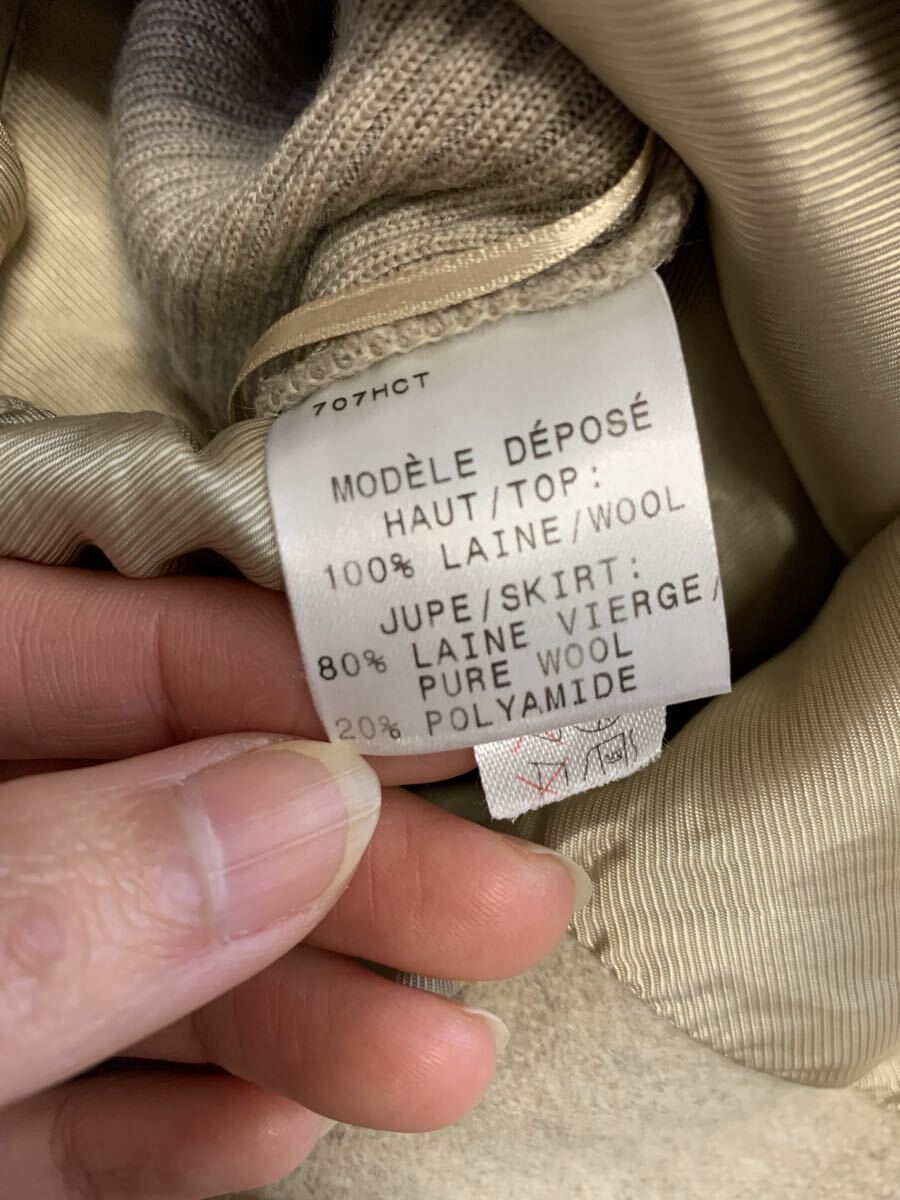 707HCT
MODÈLE DÉPOSÉ
HAUT/TOP:
100% LAINE/WOOL
JUPE/SKIRT:
80% LAINE VIERGE/
PURE WOOL
20% POLYAMIDE